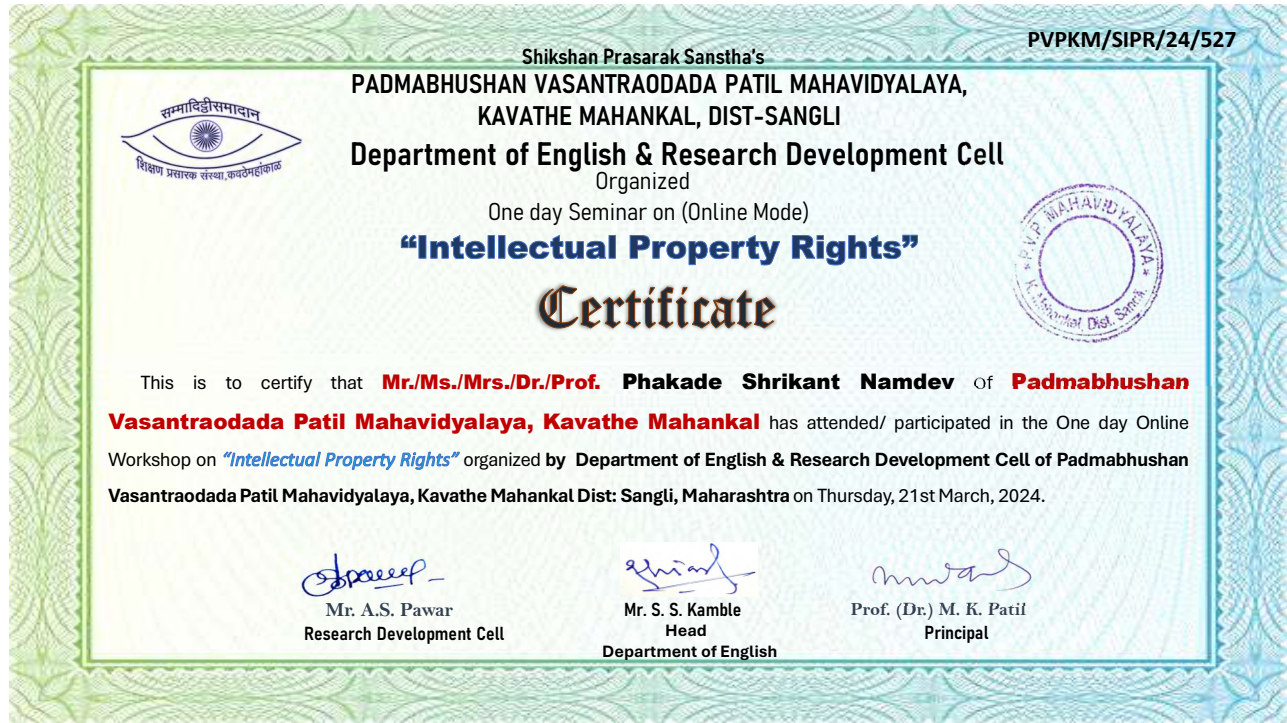 PVPKM/SIPR/24/527
Shikshan Prasarak Sanstha's
PADMABHUSHAN VASANTRAODADA PATIL MAHAVIDYALAYA,
KAVATHE MAHANKAL, DIST-SANGLI
सम्मादिट्ठीसमादान
शिक्षण प्रसारक संस्था,कवठेमहांकाळ
Department of English & Research Development Cell
Organized
One day Seminar on (Online Mode)
“Intellectual Property Rights”
* P.V.P. MAHAVIDYALAYA *
K. Mahankal, Dist. Sangli.
Certificate
This is to certify that Mr./Ms./Mrs./Dr./Prof. Phakade Shrikant Namdev Of Padmabhushan
Vasantraodada Patil Mahavidyalaya, Kavathe Mahankal has attended/ participated in the One day Online
Workshop on “Intellectual Property Rights” organized by Department of English & Research Development Cell of Padmabhushan
Vasantraodada Patil Mahavidyalaya, Kavathe Mahankal Dist: Sangli, Maharashtra on Thursday, 21st March, 2024.
Mr. A.S. Pawar
Research Development Cell
Mr. S. S. Kamble
Head
Department of English
Prof. (Dr.) M. K. Patil
Principal